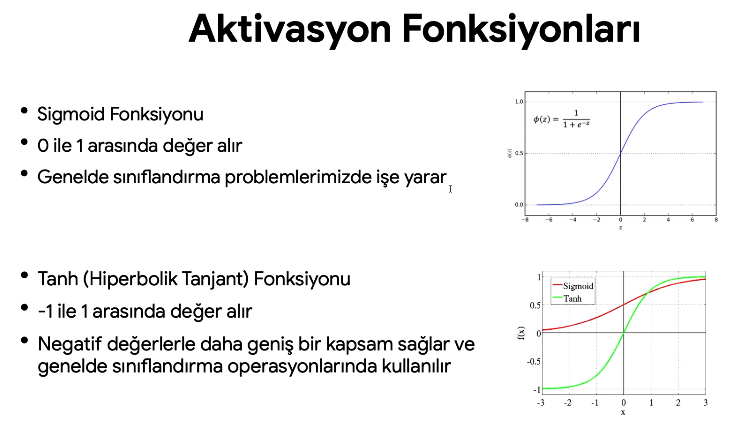 Aktivasyon Fonksiyonları
• Sigmoid Fonksiyonu
• 0 ile 1 arasında değer alır
• Genelde sınıflandırma problemlerimizde işe yarar
1.0
0.5
0.0
ϕ(z) = 1 / (1 + e^-z)
-8 -6 -4 -2 0 2 4 6 8
z
• Tanh (Hiperbolik Tanjant) Fonksiyonu
• -1 ile 1 arasında değer alır
• Negatif değerlerle daha geniş bir kapsam sağlar ve
genelde sınıflandırma operasyonlarında kullanılır
Sigmoid
Tanh
f(x)
1
0.5
0
-0.5
-1
-3 -2 -1 0 1 2 3
x